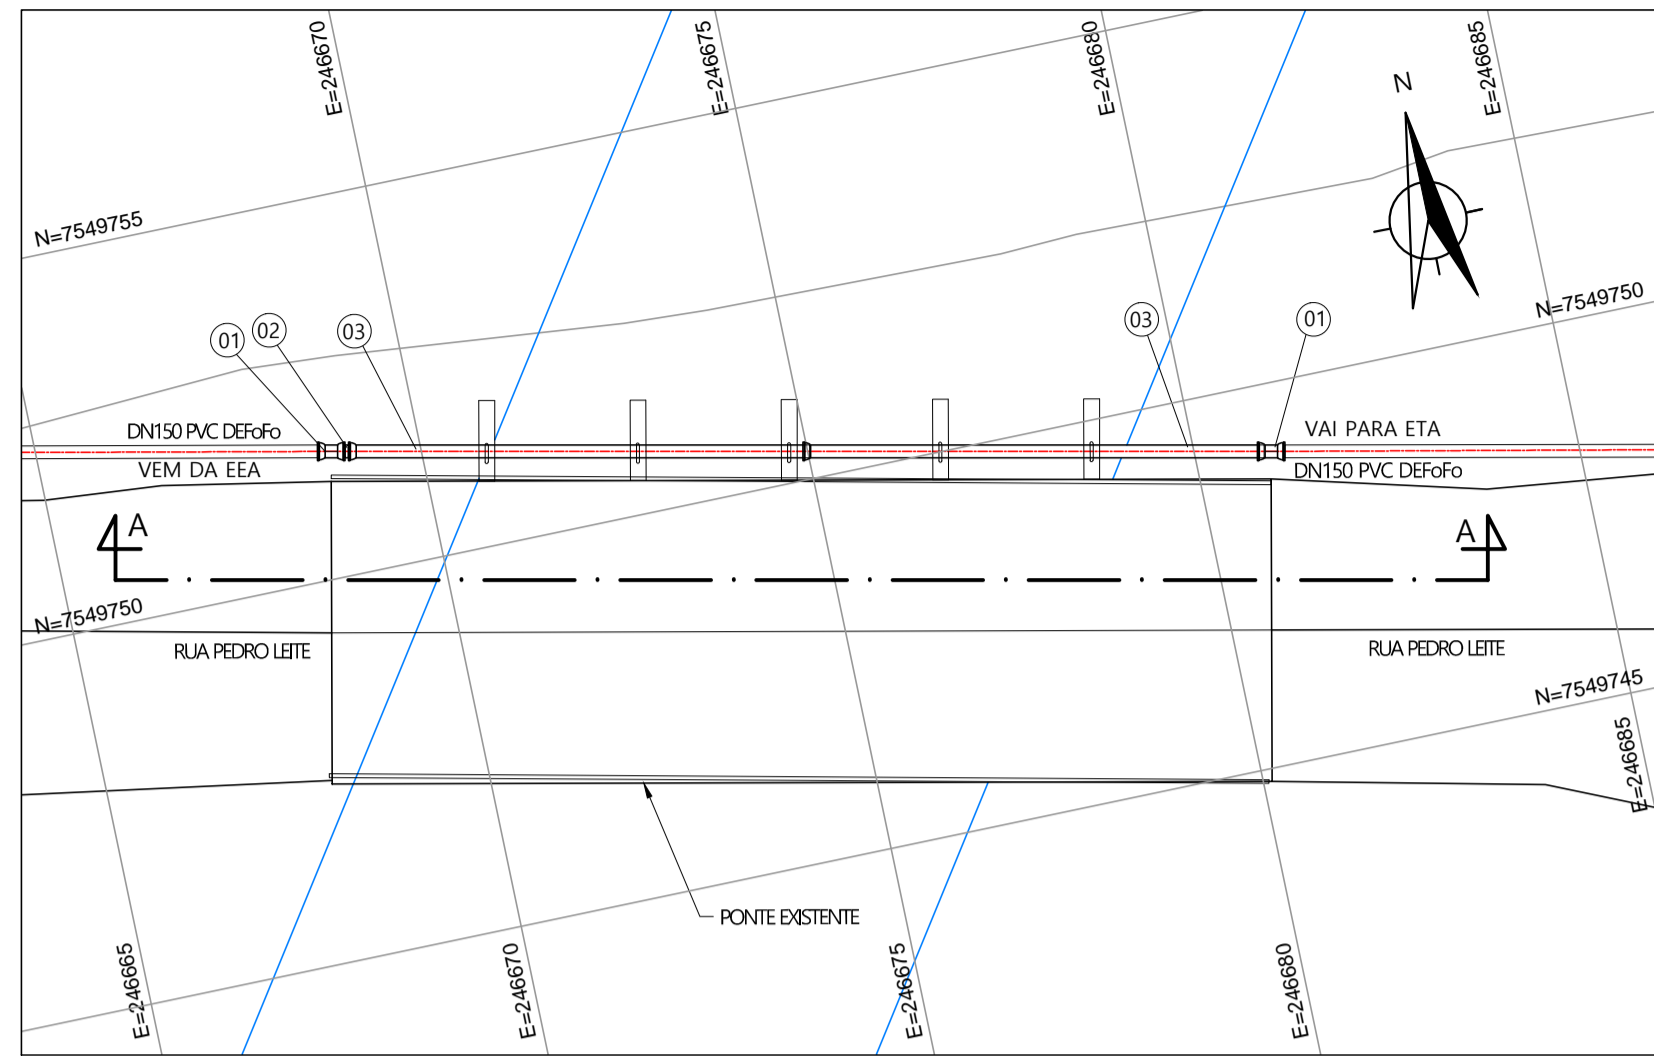 E=246670
E=246675
E=246680
E=246685
N
N=7549755
N=7549750
01
02
03
03
01
DN150 PVC DEFoFo
VAI PARA ETA
VEM DA EEA
DN150 PVC DEFoFo
A
A
N=7549750
RUA PEDRO LEITE
RUA PEDRO LEITE
N=7549745
E=246685
PONTE EXISTENTE
E=246665
E=246670
E=246675
E=246680